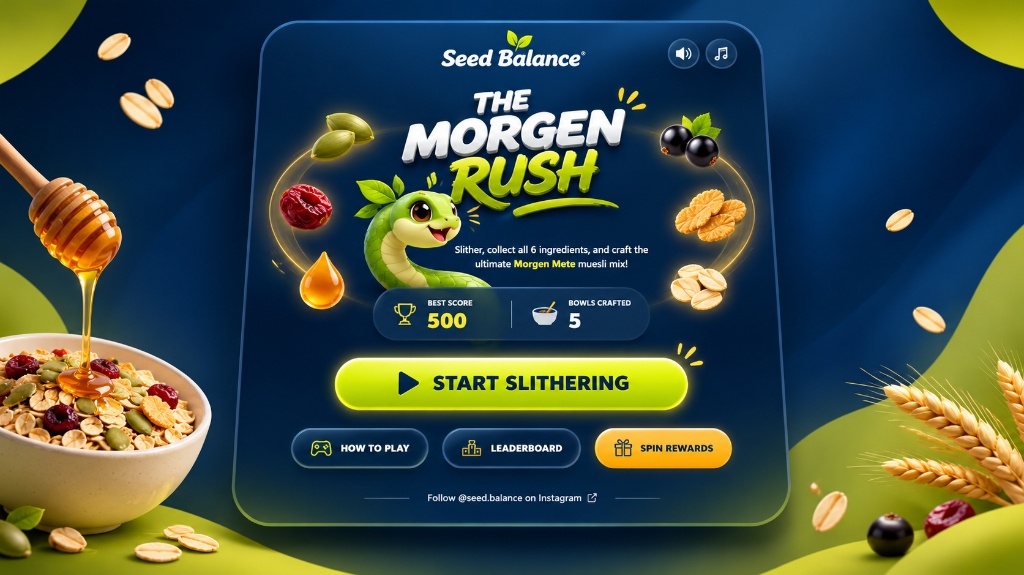 Seed Balance®
THE
MORGEN
RUSH
Slither, collect all 6 ingredients, and craft the
ultimate Morgen Mete muesli mix!
BEST SCORE
500
BOWLS CRAFTED
5
START SLITHERING
HOW TO PLAY
LEADERBOARD
SPIN REWARDS
Follow @seed.balance on Instagram